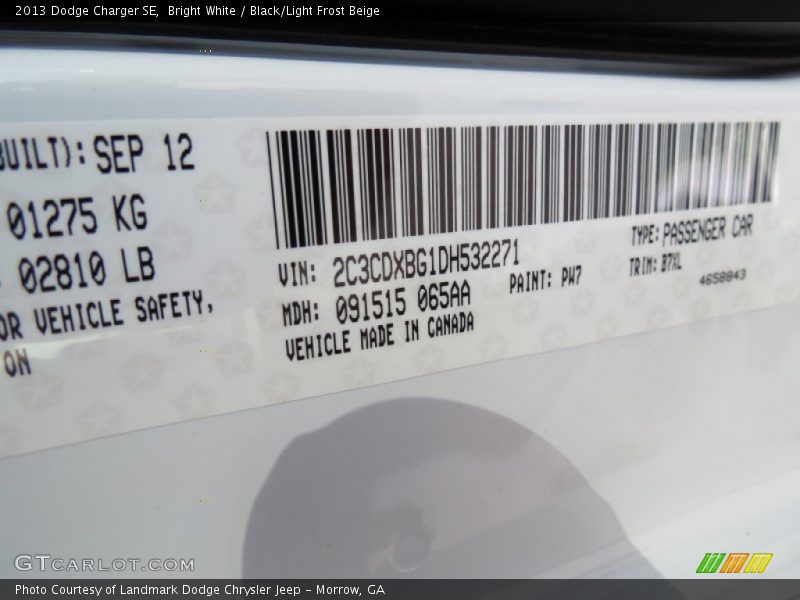 2013 Dodge Charger SE,  Bright White / Black/Light Frost Beige
BUILT): SEP 12
01275 KG
02810 LB
OR VEHICLE SAFETY,
ON
VIN: 2C3CDXBG1DH532271
MDH: 091515 065AA
VEHICLE MADE IN CANADA
PAINT: PW7
TYPE: PASSENGER CAR
TRIM: B7XL
4658843
GTCARLOT.COM
Photo Courtesy of Landmark Dodge Chrysler Jeep – Morrow, GA